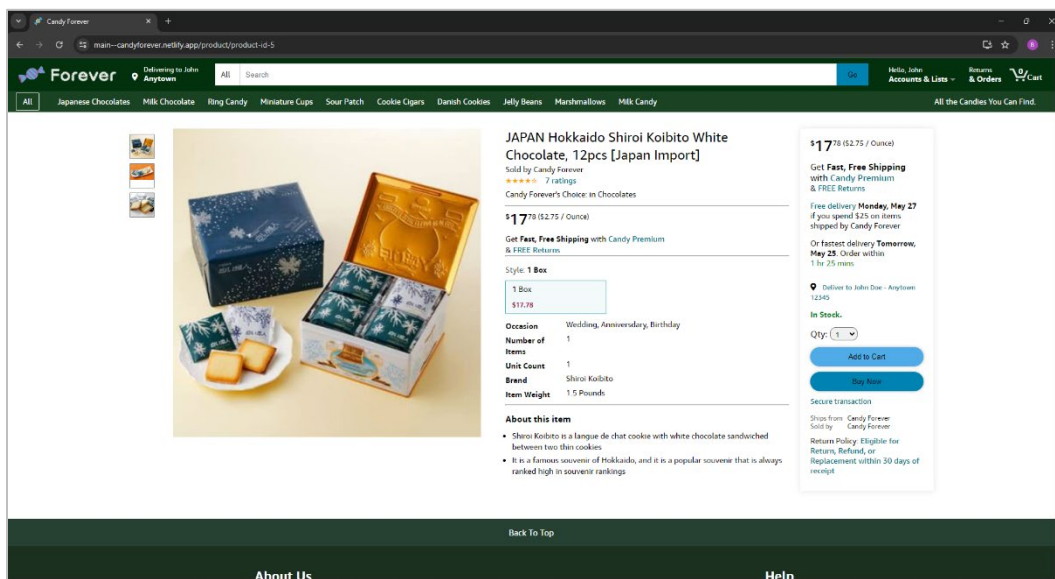 Candy Forever
main--candyforever.netlify.app/product/product-id-5
Forever
Delivering to John
Anytown
All
Search
Go
Hello, John
Accounts & Lists
Returns
& Orders
0
Cart
All
Japanese Chocolates
Milk Chocolate
Ring Candy
Miniature Cups
Sour Patch
Cookie Cigars
Danish Cookies
Jelly Beans
Marshmallows
Milk Candy
All the Candies You Can Find.
JAPAN Hokkaido Shiroi Koibito White
Chocolate, 12pcs [Japan Import]
Sold by Candy Forever
7 ratings
Candy Forever's Choice: in Chocolates
$1778 ($2.75 / Ounce)
Get Fast, Free Shipping with Candy Premium
& FREE Returns
Style: 1 Box
1 Box
$17.78
Occasion Wedding, Anniverudary, Birthday
Number of Items 1
Unit Count 1
Brand Shiroi Koibito
Item Weight 1.5 Pounds
About this item
• Shiroi Koibito is a langue de chat cookie with white chocolate sandwiched
between two thin cookies
• It is a famous souvenir of Hokkaido, and it is a popular souvenir that is always
ranked high in souvenir rankings
$1778 ($2.75 / Ounce)
Get Fast, Free Shipping
with Candy Premium
& FREE Returns
Free delivery Monday, May 27
if you spend $25 on items
shipped by Candy Forever
Or fastest delivery Tomorrow,
May 25. Order within
1 hr 25 mins
Deliver to John Doe - Anytown
12345
In Stock.
Qty: 1
Add to Cart
Buy Now
Secure transaction
Ships from Candy Forever
Sold by Candy Forever
Return Policy: Eligible for
Return, Refund, or
Replacement within 30 days of
receipt
Back To Top
About Us
Help